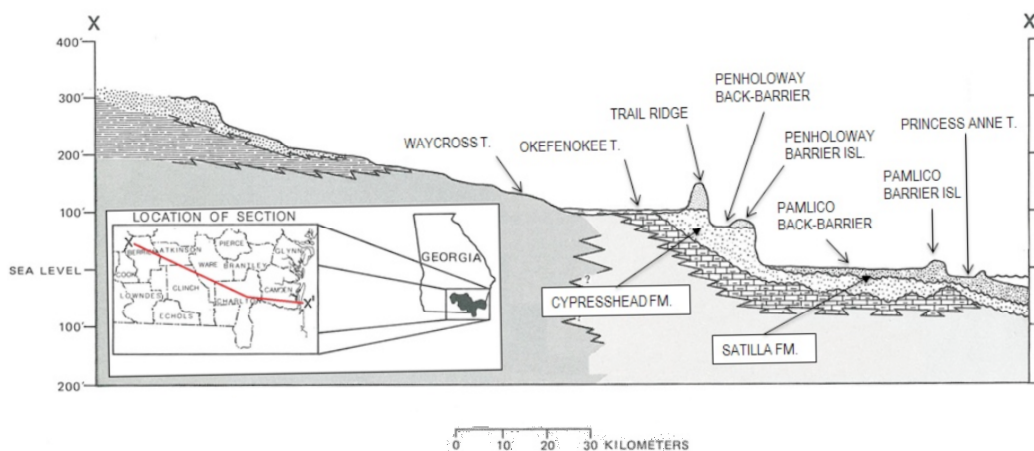 X
X
400'
300'
200'
100'
SEA LEVEL
100'
200'
WAYCROSS T.
OKEFENOKEE T.
TRAIL RIDGE
PENHOLOWAY
BACK-BARRIER
PENHOLOWAY
BARRIER ISL.
PRINCESS ANNE T.
PAMLICO
BARRIER ISL
PAMLICO
BACK-BARRIER
CYPRESSHEAD FM.
SATILLA FM.
?
LOCATION OF SECTION
X
ATKINSON
PIERCE
GLYNN
COOK
WARE
BRANTLEY
CLINCH
CAMDEN
LOWNDES
X'
ECHOLS
GEORGIA
0 10 20 30 KILOMETERS